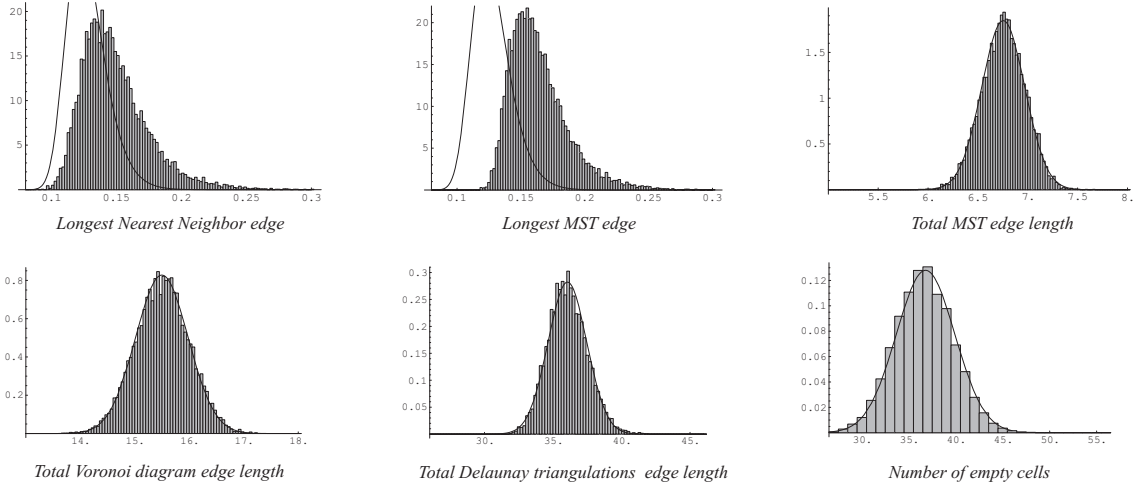 20
15
10
5
0.1 0.15 0.2 0.25 0.3
Longest Nearest Neighbor edge
20
15
10
5
0.1 0.15 0.2 0.25 0.3
Longest MST edge
1.5
1
0.5
5.5 6. 6.5 7. 7.5 8.
Total MST edge length
0.8
0.6
0.4
0.2
14. 15. 16. 17. 18.
Total Voronoi diagram edge length
0.3
0.25
0.2
0.15
0.1
0.05
30. 35. 40. 45.
Total Delaunay triangulations edge length
0.12
0.1
0.08
0.06
0.04
0.02
30. 35. 40. 45. 50. 55.
Number of empty cells